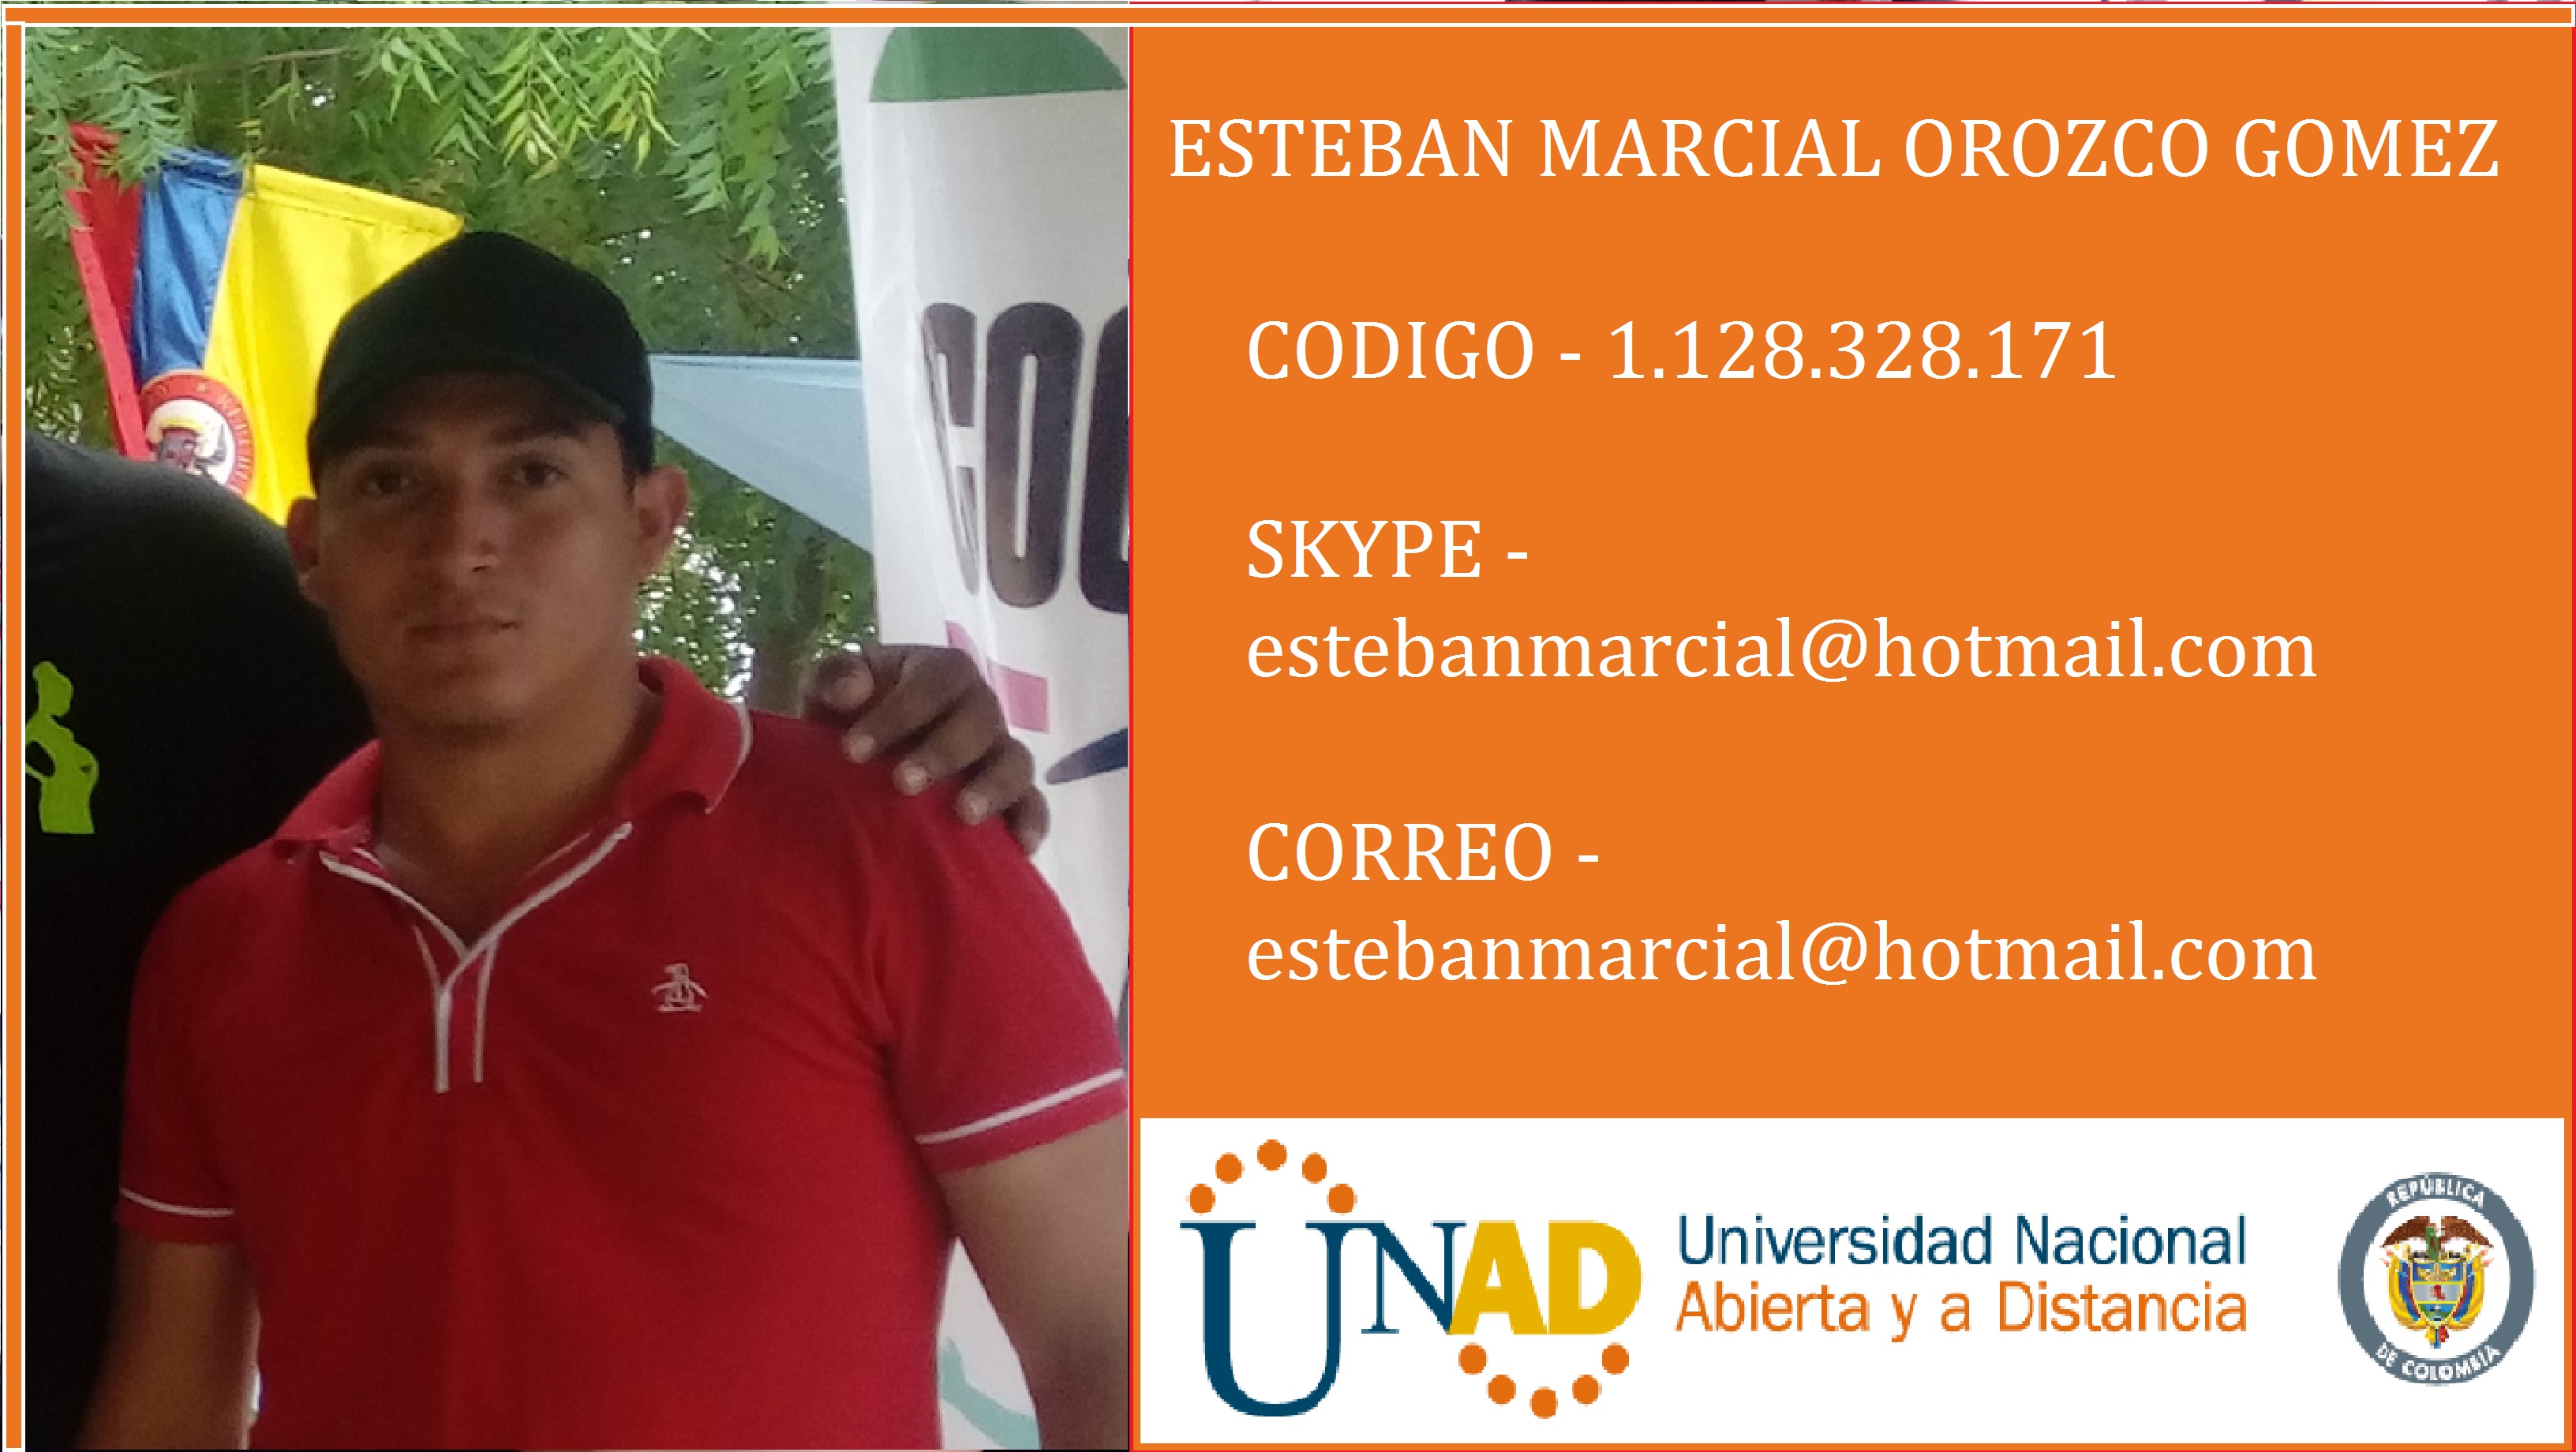 ESTEBAN MARCIAL OROZCO GOMEZ
CODIGO - 1.128.328.171
SKYPE -
estebanmarcial@hotmail.com
CORREO -
estebanmarcial@hotmail.com
UNAD
Universidad Nacional
Abierta y a Distancia
REPÚBLICA
DE COLOMBIA